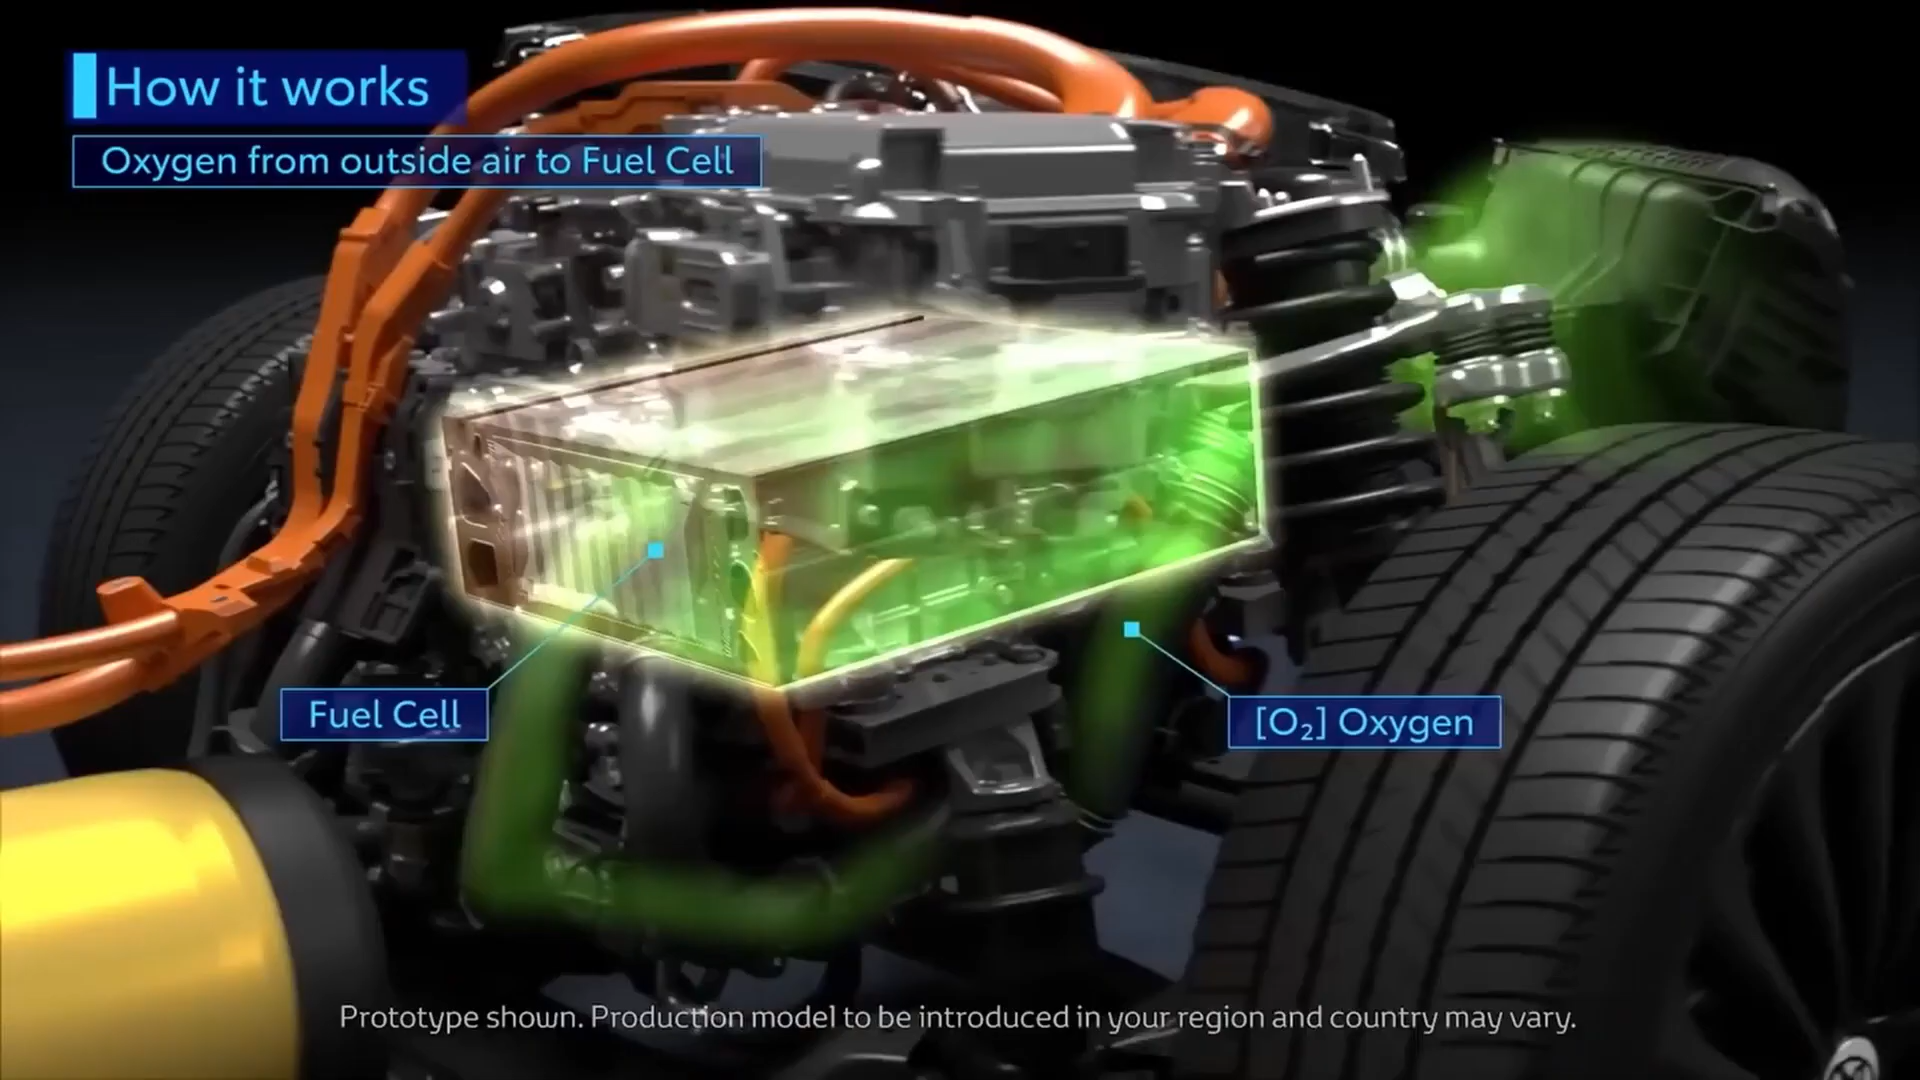 How it works
Oxygen from outside air to Fuel Cell
Fuel Cell
[O₂] Oxygen
Prototype shown. Production model to be introduced in your region and country may vary.